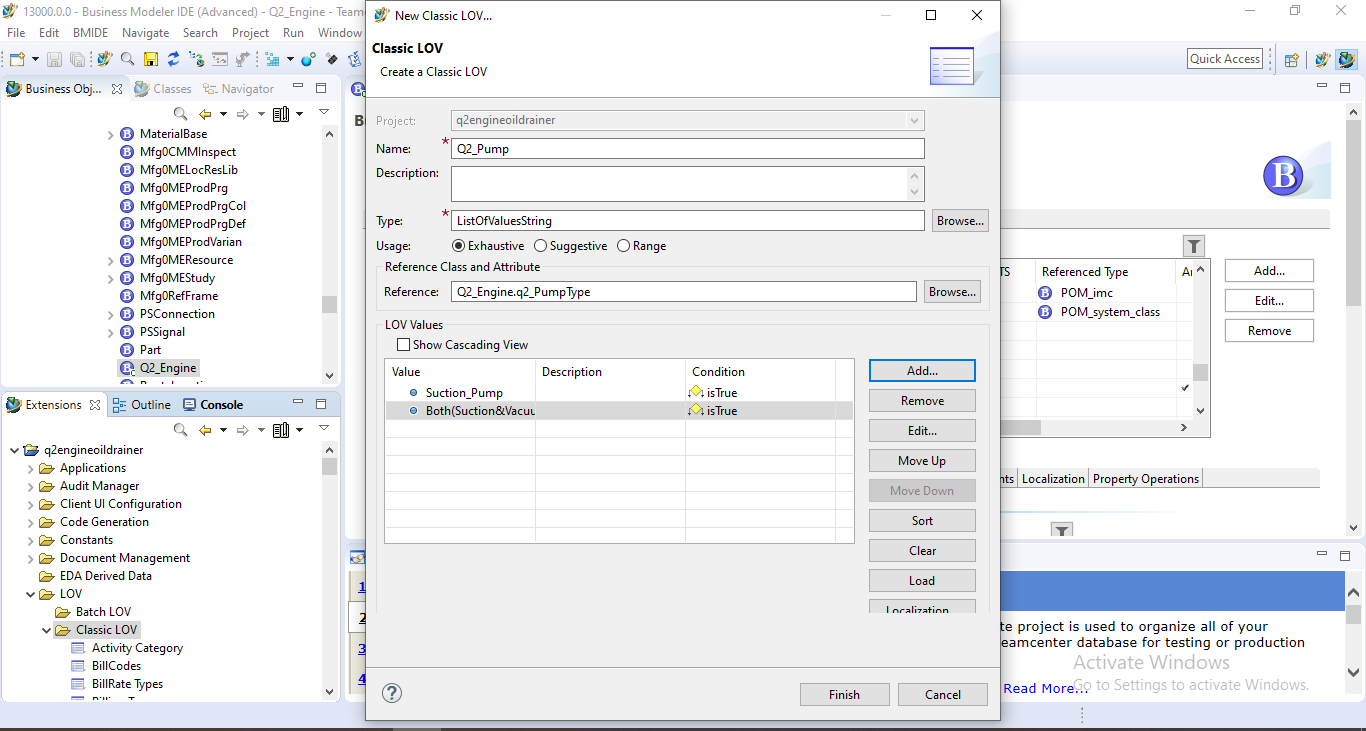 13000.0.0 - Business Modeler IDE (Advanced) - Q2_Engine - Team
File Edit BMIDE Navigate Search Project Run Window
Quick Access
Business Obj... Classes Navigator
MaterialBase
Mfg0CMMInspect
Mfg0MELocResLib
Mfg0MEProdPrg
Mfg0MEProdPrgCol
Mfg0MEProdPrgDef
Mfg0MEProdVarian
Mfg0MEResource
Mfg0MEStudy
Mfg0RefFrame
PSConnection
PSSignal
Part
Q2_Engine
Extensions Outline Console
q2engineoildrainer
Applications
Audit Manager
Client UI Configuration
Code Generation
Constants
Document Management
EDA Derived Data
LOV
Batch LOV
Classic LOV
Activity Category
BillCodes
BillRate Types
New Classic LOV...
Classic LOV
Create a Classic LOV
Project: q2engineoildrainer
Name: * Q2_Pump
Description:
Type: * ListOfValuesString Browse...
Usage: Exhaustive Suggestive Range
Reference Class and Attribute
Reference: Q2_Engine.q2_PumpType Browse...
LOV Values
Show Cascading View
Value Description Condition
Suction_Pump isTrue
Both(Suction&Vacuu isTrue
Add...
Remove
Edit...
Move Up
Move Down
Sort
Clear
Load
Localization
Finish Cancel
B
TS Referenced Type
POM_imc
POM_system_class
Add...
Edit...
Remove
nts Localization Property Operations
1
2
3
4
te project is used to organize all of your
eamcenter database for testing or production
Read More...
Activate Windows
Go to Settings to activate Windows.